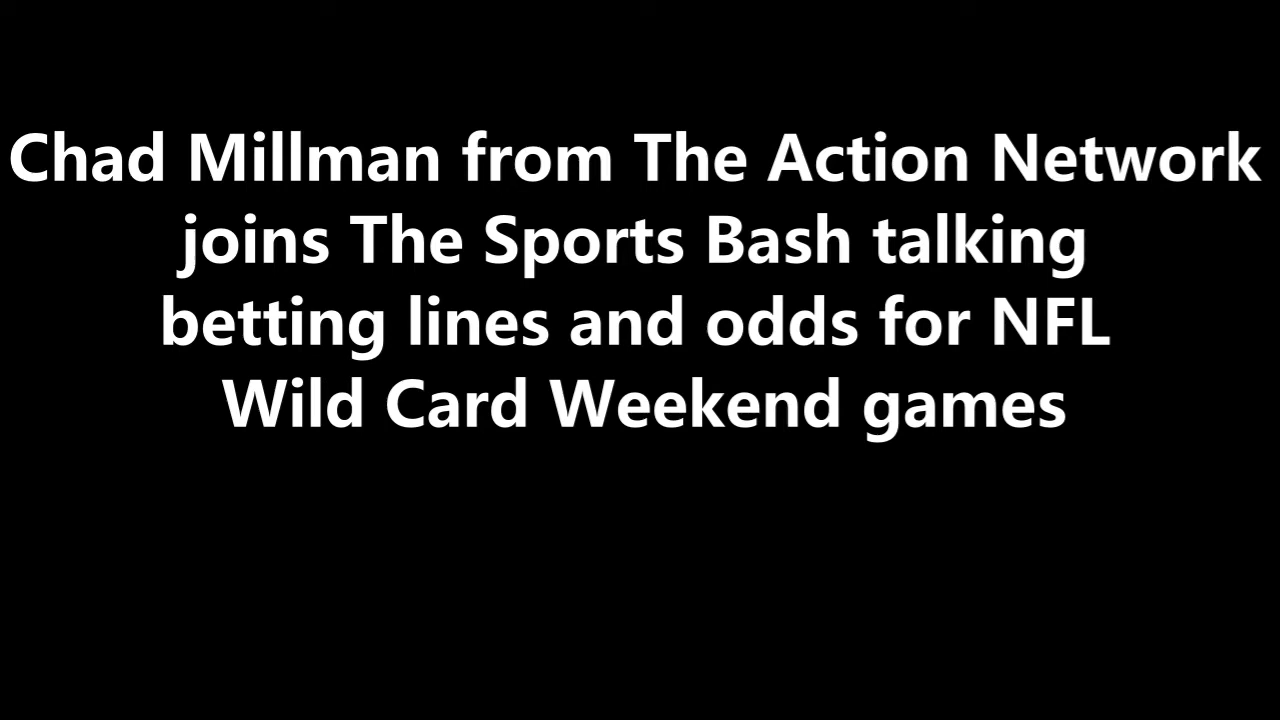 Chad Millman from The Action Network
joins The Sports Bash talking
betting lines and odds for NFL
Wild Card Weekend games